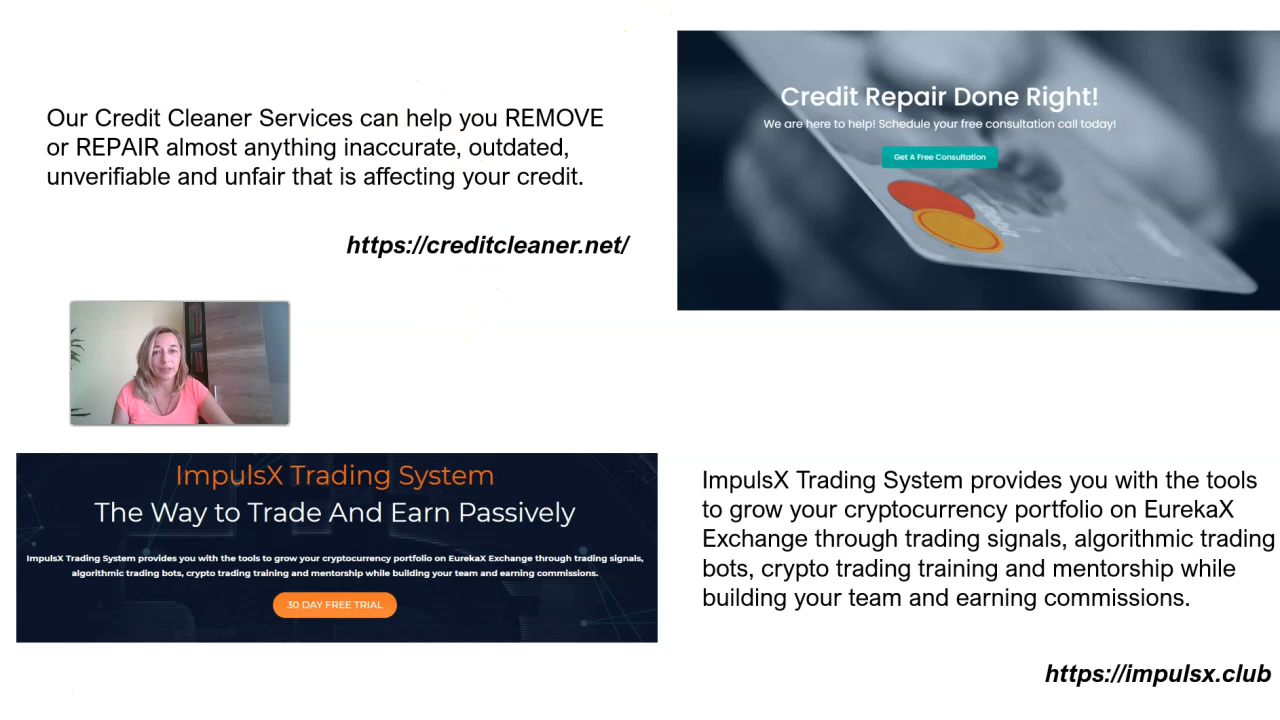 Our Credit Cleaner Services can help you REMOVE
or REPAIR almost anything inaccurate, outdated,
unverifiable and unfair that is affecting your credit.
https://creditcleaner.net/
Credit Repair Done Right!
We are here to help! Schedule your free consultation call today!
Get A Free Consultation
ImpulsX Trading System
The Way to Trade And Earn Passively
ImpulsX Trading System provides you with the tools to grow your cryptocurrency portfolio on EurekaX Exchange through trading signals,
algorithmic trading bots, crypto trading training and mentorship while building your team and earning commissions.
30 DAY FREE TRIAL
ImpulsX Trading System provides you with the tools
to grow your cryptocurrency portfolio on EurekaX
Exchange through trading signals, algorithmic trading
bots, crypto trading training and mentorship while
building your team and earning commissions.
https://impulsx.club